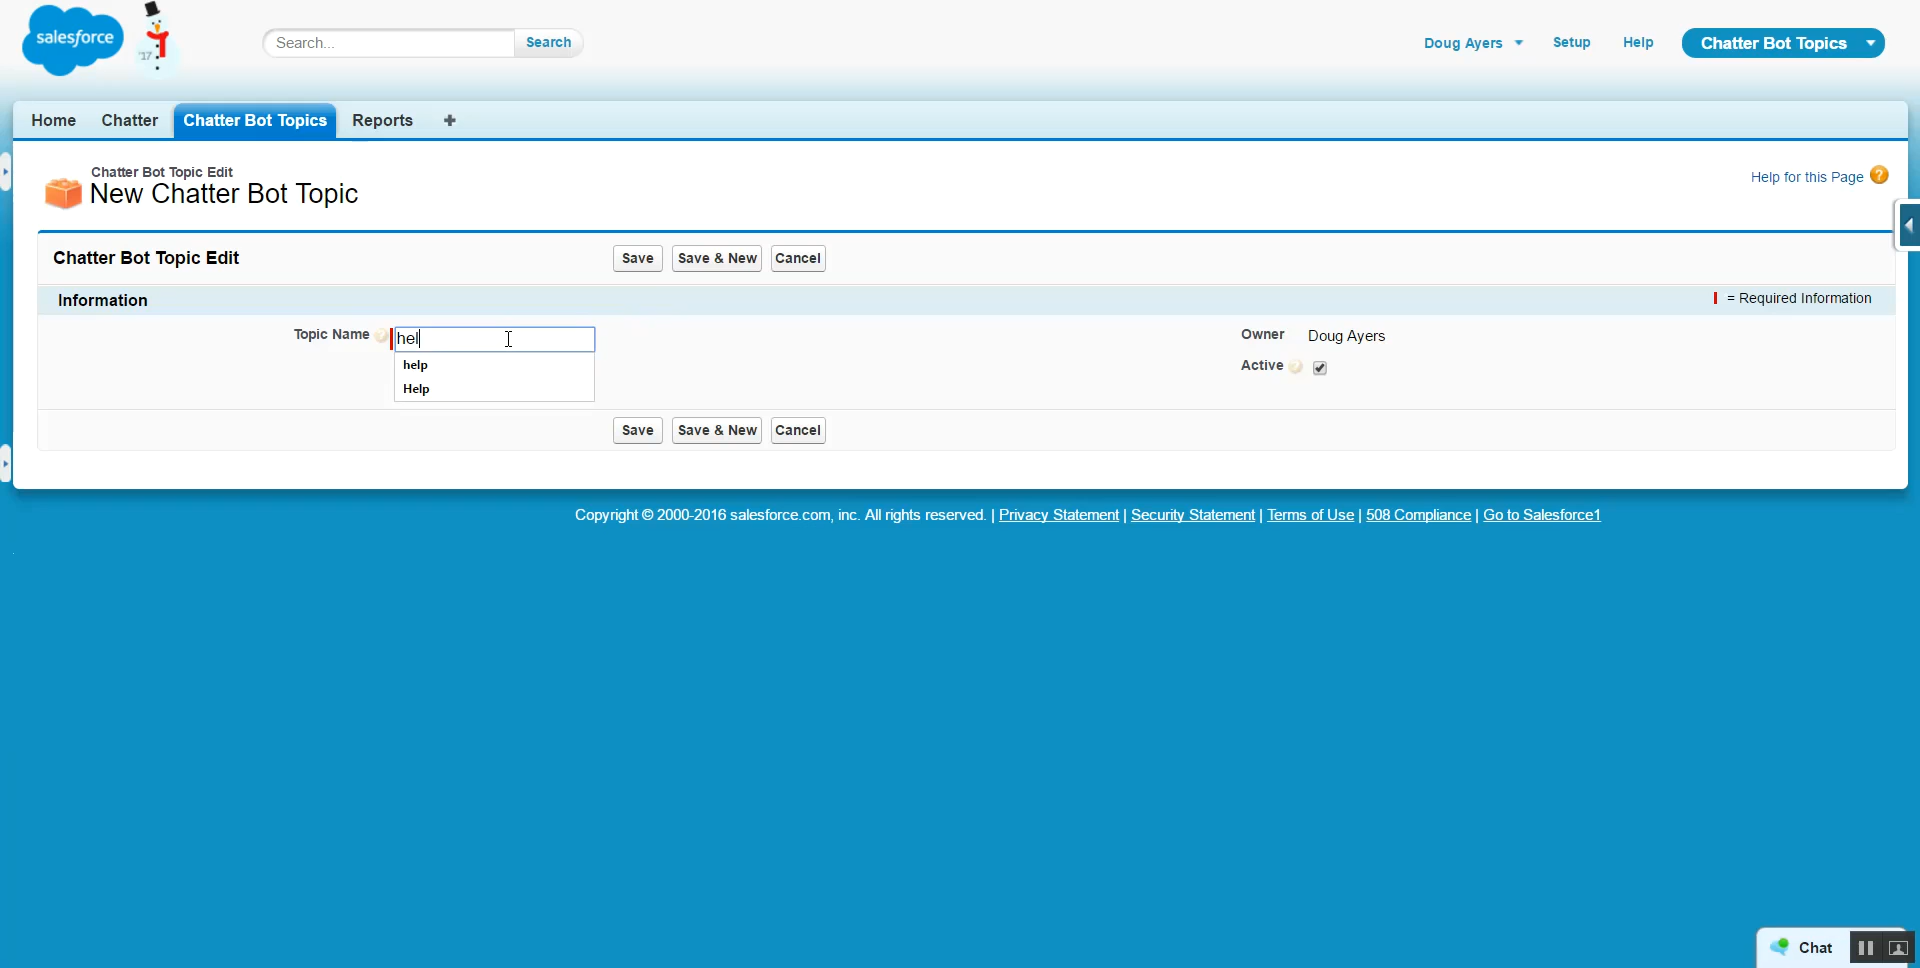 salesforce
'17
Search...
Search
Doug Ayers
Setup
Help
Chatter Bot Topics
Home
Chatter
Chatter Bot Topics
Reports
+
Chatter Bot Topic Edit
New Chatter Bot Topic
Help for this Page ?
Chatter Bot Topic Edit
Save
Save & New
Cancel
Information
= Required Information
Topic Name
hel
help
Help
Owner
Doug Ayers
Active
Save
Save & New
Cancel
Copyright © 2000-2016 salesforce.com, inc. All rights reserved. | Privacy Statement | Security Statement | Terms of Use | 508 Compliance | Go to Salesforce1
Chat